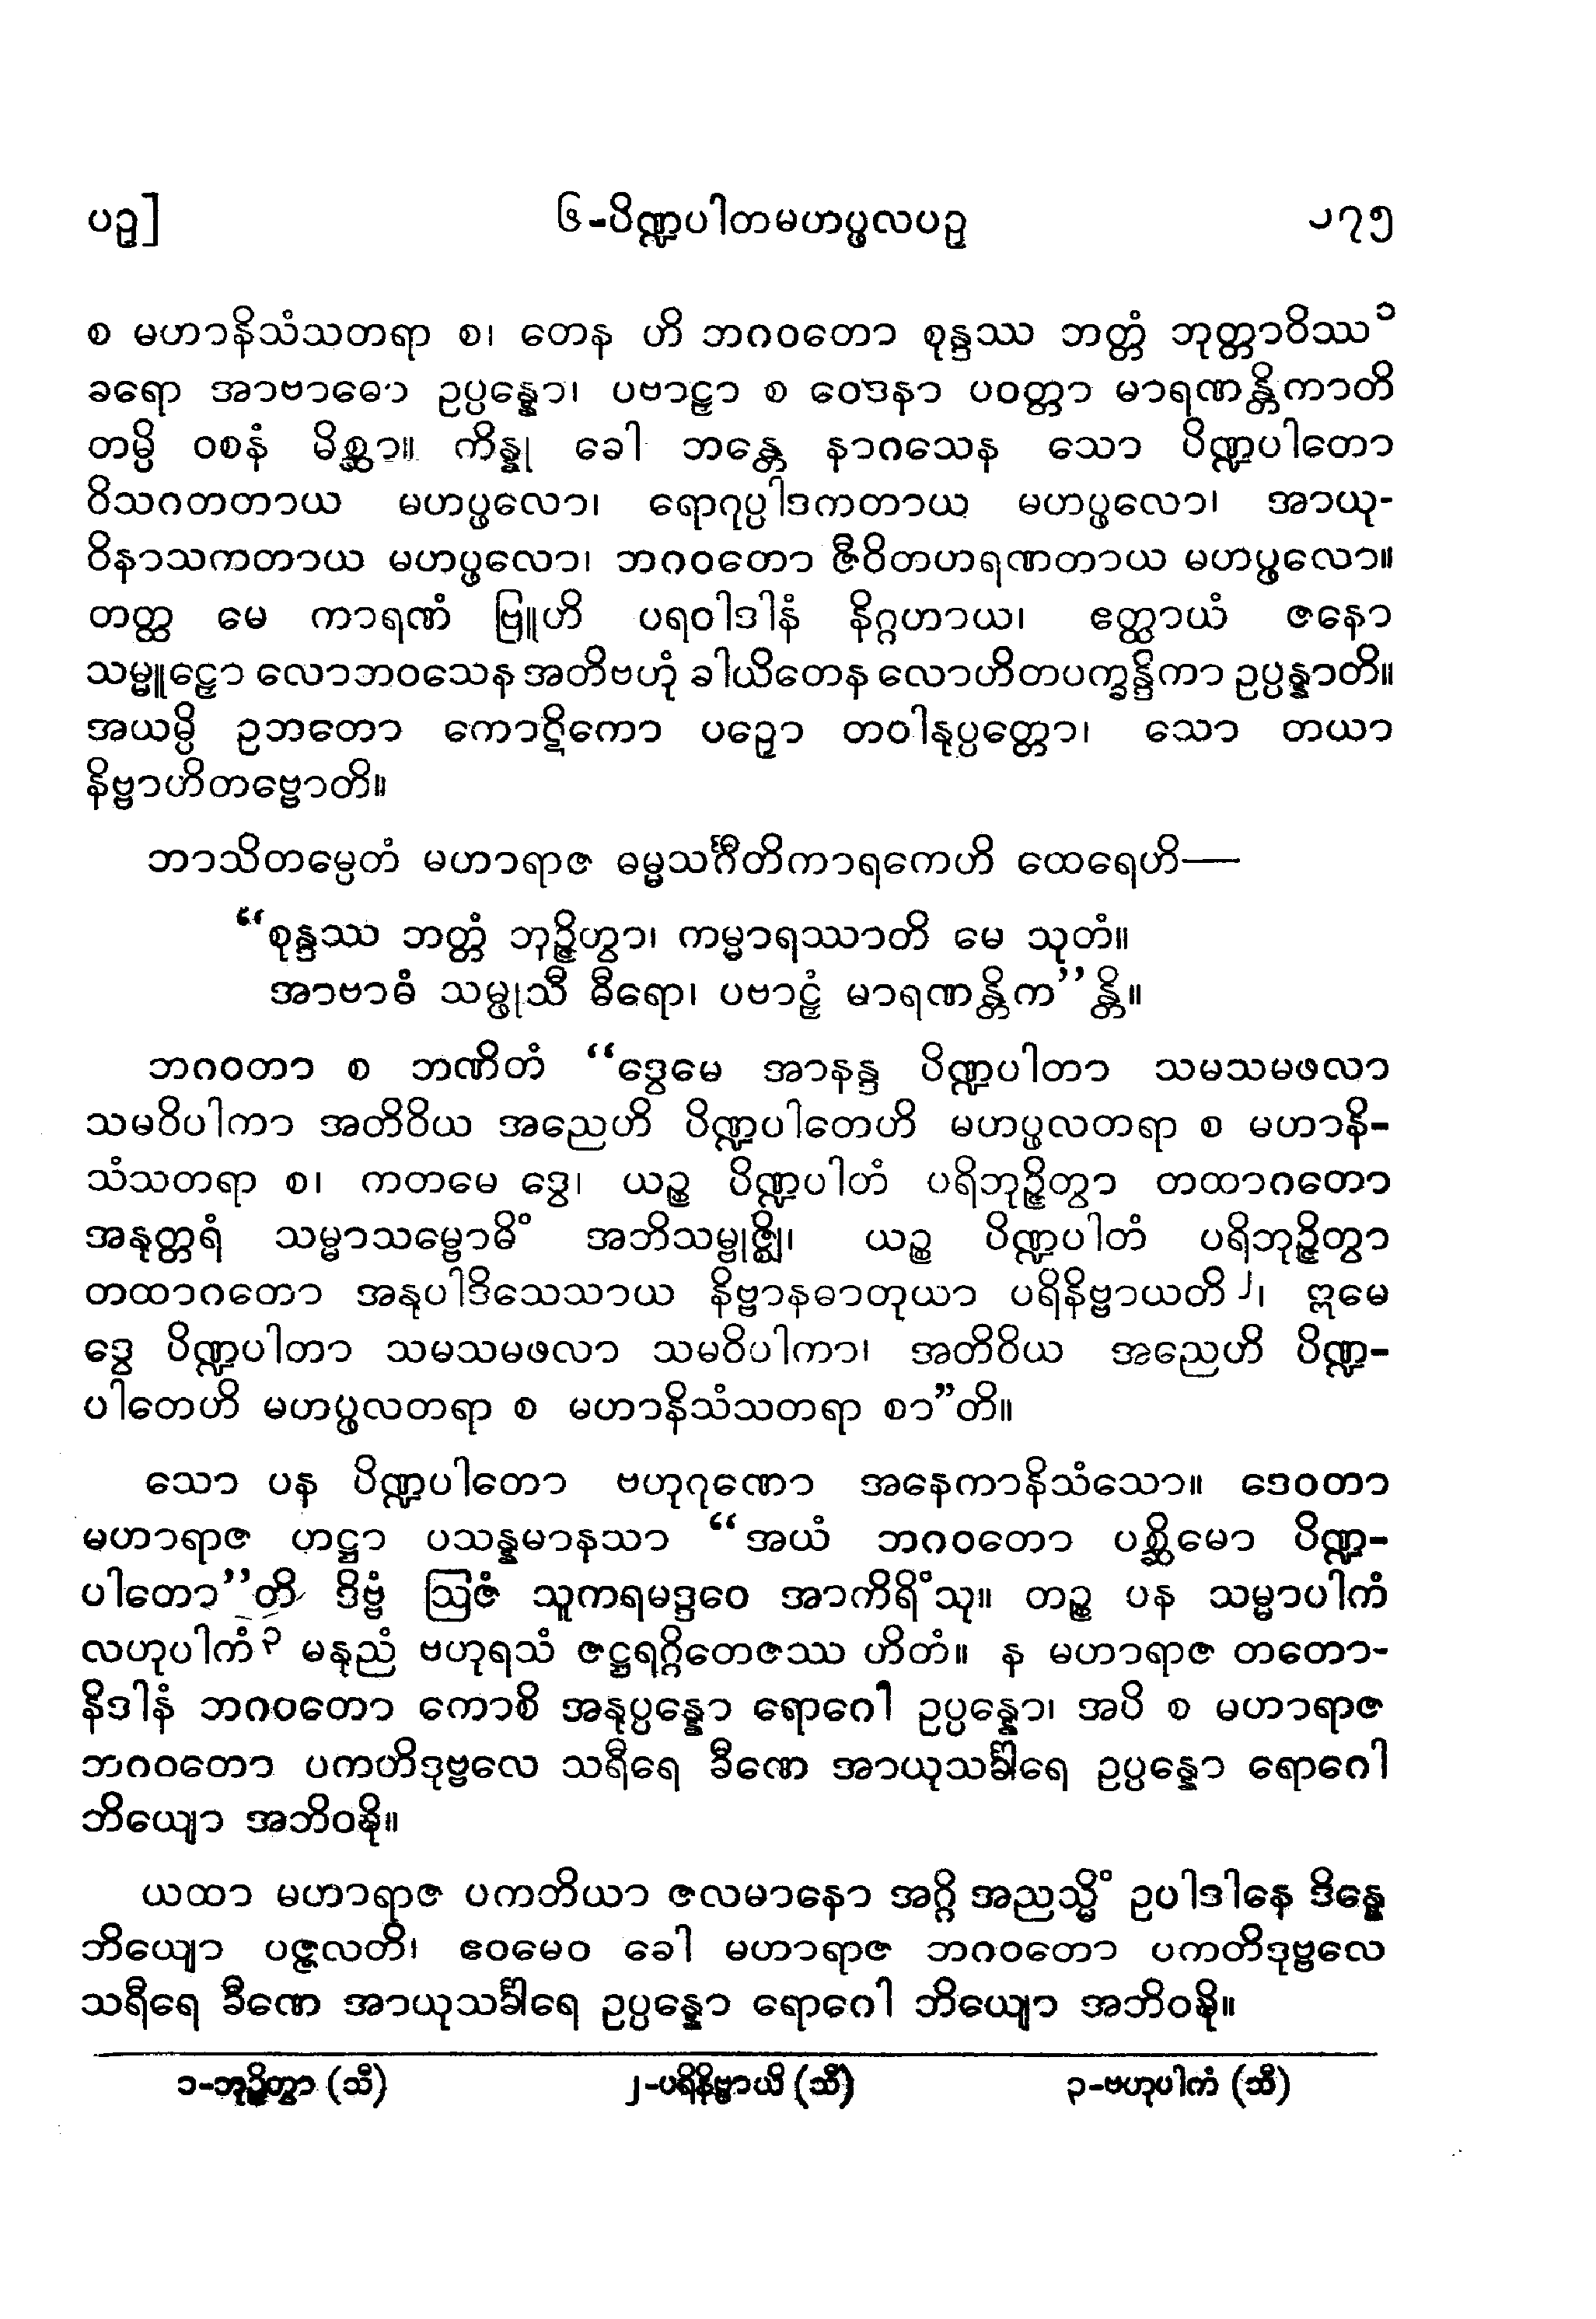 ပဉှ]
၆-ပိဏ္ဍပါတမဟပ္ဖလပဉှ
၁၇၅
စ မဟာနိသံသတရာ စ၊ တေန ဟိ ဘဂဝတော စုန္ဒဿ ဘတ္တံ ဘုတ္တာဝိဿ၁
ခရော အာဗာဓော ဥပ္ပန္နော၊ ပဗာဠှာ စ ဝေဒနာ ပဝတ္တာ မာရဏန္တိကာတိ
တမ္ပိ ဝစနံ မိစ္ဆာ။ ကိန္နု ခေါ ဘန္တေ နာဂသေန သော ပိဏ္ဍပါတော
ဝိသဂတတာယ မဟပ္ဖလော၊ ရောဂုပ္ပါဒကတာယ မဟပ္ဖလော၊ အာယု-
ဝိနာသကတာယ မဟပ္ဖလော၊ ဘဂဝတော ဇီဝိတဟရဏတာယ မဟပ္ဖလော။
တတ္ထ မေ ကာရဏံ ဗြူဟိ ပရဝါဒါနံ နိဂ္ဂဟာယ၊ ဧတ္ထာယံ ဇနော
သမ္မူဠှော လောဘဝသေန အတိဗဟုံ ခါယိတေန လောဟိတပက္ခန္ဒိကာ ဥပ္ပန္နာတိ။
အယမ္ပိ ဥဘတော ကောဋိကော ပဉှော တဝါနုပ္ပတ္တော၊ သော တယာ
နိဗ္ဗာဟိတဗ္ဗောတိ။
ဘာသိတမ္ပေတံ မဟာရာဇ ဓမ္မသင်္ဂီတိကာရကေဟိ ထေရေဟိ—
“စုန္ဒဿ ဘတ္တံ ဘုဉ္ဇိတွာ၊ ကမ္မာရဿာတိ မေ သုတံ။
အာဗာဓံ သမ္ဖုသီ ဓီရော၊ ပဗာဠှံ မာရဏန္တိက”န္တိ။
ဘဂဝတာ စ ဘဏိတံ “ဒွေမေ အာနန္ဒ ပိဏ္ဍပါတာ သမသမဖလာ
သမဝိပါကာ အတိဝိယ အညေဟိ ပိဏ္ဍပါတေဟိ မဟပ္ဖလတရာ စ မဟာနိ-
သံသတရာ စ၊ ကတမေ ဒွေ၊ ယဉ္စ ပိဏ္ဍပါတံ ပရိဘုဉ္ဇိတွာ တထာဂတော
အနုတ္တရံ သမ္မာသမ္ဗောဓိံ အဘိသမ္ဗုဇ္ဈိ၊ ယဉ္စ ပိဏ္ဍပါတံ ပရိဘုဉ္ဇိတွာ
တထာဂတော အနုပါဒိသေသာယ နိဗ္ဗာနဓာတုယာ ပရိနိဗ္ဗာယတိ၂၊ ဣမေ
ဒွေ ပိဏ္ဍပါတာ သမသမဖလာ သမဝိပါကာ၊ အတိဝိယ အညေဟိ ပိဏ္ဍ-
ပါတေဟိ မဟပ္ဖလတရာ စ မဟာနိသံသတရာ စာ”တိ။
သော ပန ပိဏ္ဍပါတော ဗဟုဂုဏော အနေကာနိသံသော။ ဒေဝတာ
မဟာရာဇ ဟဋ္ဌာ ပသန္နမာနသာ “အယံ ဘဂဝတော ပစ္ဆိမော ပိဏ္ဍ-
ပါတော”တိ ဒိဗ္ဗံ ဩဇံ သူကရမဒ္ဒဝေ အာကိရိံသု။ တဉ္စ ပန သမ္မာပါကံ
လဟုပါကံ၃ မနုညံ ဗဟုရသံ ဇဋ္ဌရဂ္ဂိတေဇဿ ဟိတံ။ န မဟာရာဇ တတော-
နိဒါနံ ဘဂဝတော ကောစိ အနုပ္ပန္နော ရောဂေါ ဥပ္ပန္နော၊ အပိ စ မဟာရာဇ
ဘဂဝတော ပကတိဒုဗ္ဗလေ သရီရေ ခီဏေ အာယုသင်္ခါရေ ဥပ္ပန္နော ရောဂေါ
ဘိယျော အဘိဝဍ္ဎိ။
ယထာ မဟာရာဇ ပကတိယာ ဇလမာနော အဂ္ဂိ အညသ္မိံ ဥပါဒါနေ ဒိန္နေ
ဘိယျော ပဇ္ဇလတိ၊ ဧဝမေဝ ခေါ မဟာရာဇ ဘဂဝတော ပကတိဒုဗ္ဗလေ
သရီရေ ခီဏေ အာယုသင်္ခါရေ ဥပ္ပန္နော ရောဂေါ ဘိယျော အဘိဝဍ္ဎိ။
၁-ဘုဉ္ဇိတွာ (သီ)
၂-ပရိနိဗ္ဗာယိ (သီ)
၃-ဗဟုပါကံ (သီ)